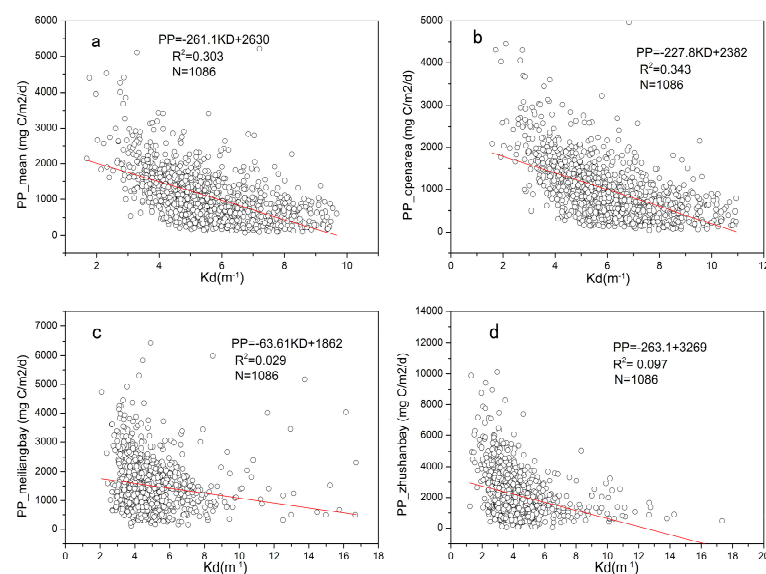 a
PP=-261.1KD+2630
R²=0.303
N=1086
PP_mean (mg C/m2/d)
6000
5000
4000
3000
2000
1000
0
2 4 6 8 10
Kd(m⁻¹)
b
PP=-227.8KD+2382
R²=0.343
N=1086
PP_cpenarea (mg C/m2/d)
5000
4000
3000
2000
1000
0
0 2 4 6 8 10 12
Kd(m⁻¹)
c
PP=-63.61KD+1862
R²=0.029
N=1086
PP_meiliangbay (mg C/m2/d)
7000
6000
5000
4000
3000
2000
1000
0
0 2 4 6 8 10 12 14 16 18
Kd(m⁻¹)
d
PP=-263.1+3269
R²= 0.097
N=1086
PP_zhushanbay (mg C/m2/d)
14000
12000
10000
8000
6000
4000
2000
0
0 2 4 6 8 10 12 14 16 18 20
Kd(m⁻¹)